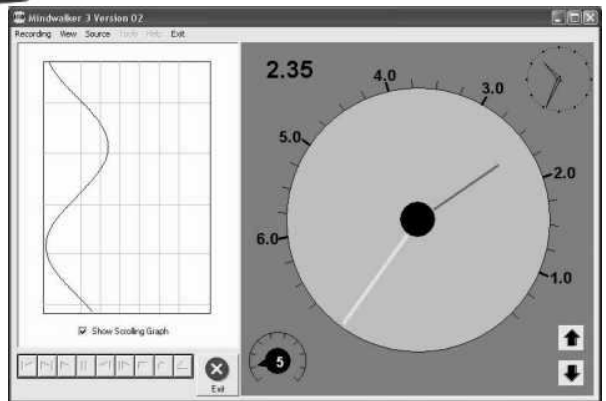 Mindwalker 3 Version 02
Recording View Source Tools Help Exit
2.35
4.0
3.0
5.0
2.0
6.0
1.0
Show Scrolling Graph
5
Exit